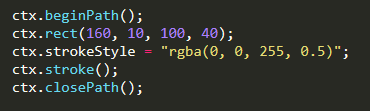 ctx.beginPath();
ctx.rect(160, 10, 100, 40);
ctx.strokeStyle = "rgba(0, 0, 255, 0.5)";
ctx.stroke();
ctx.closePath();